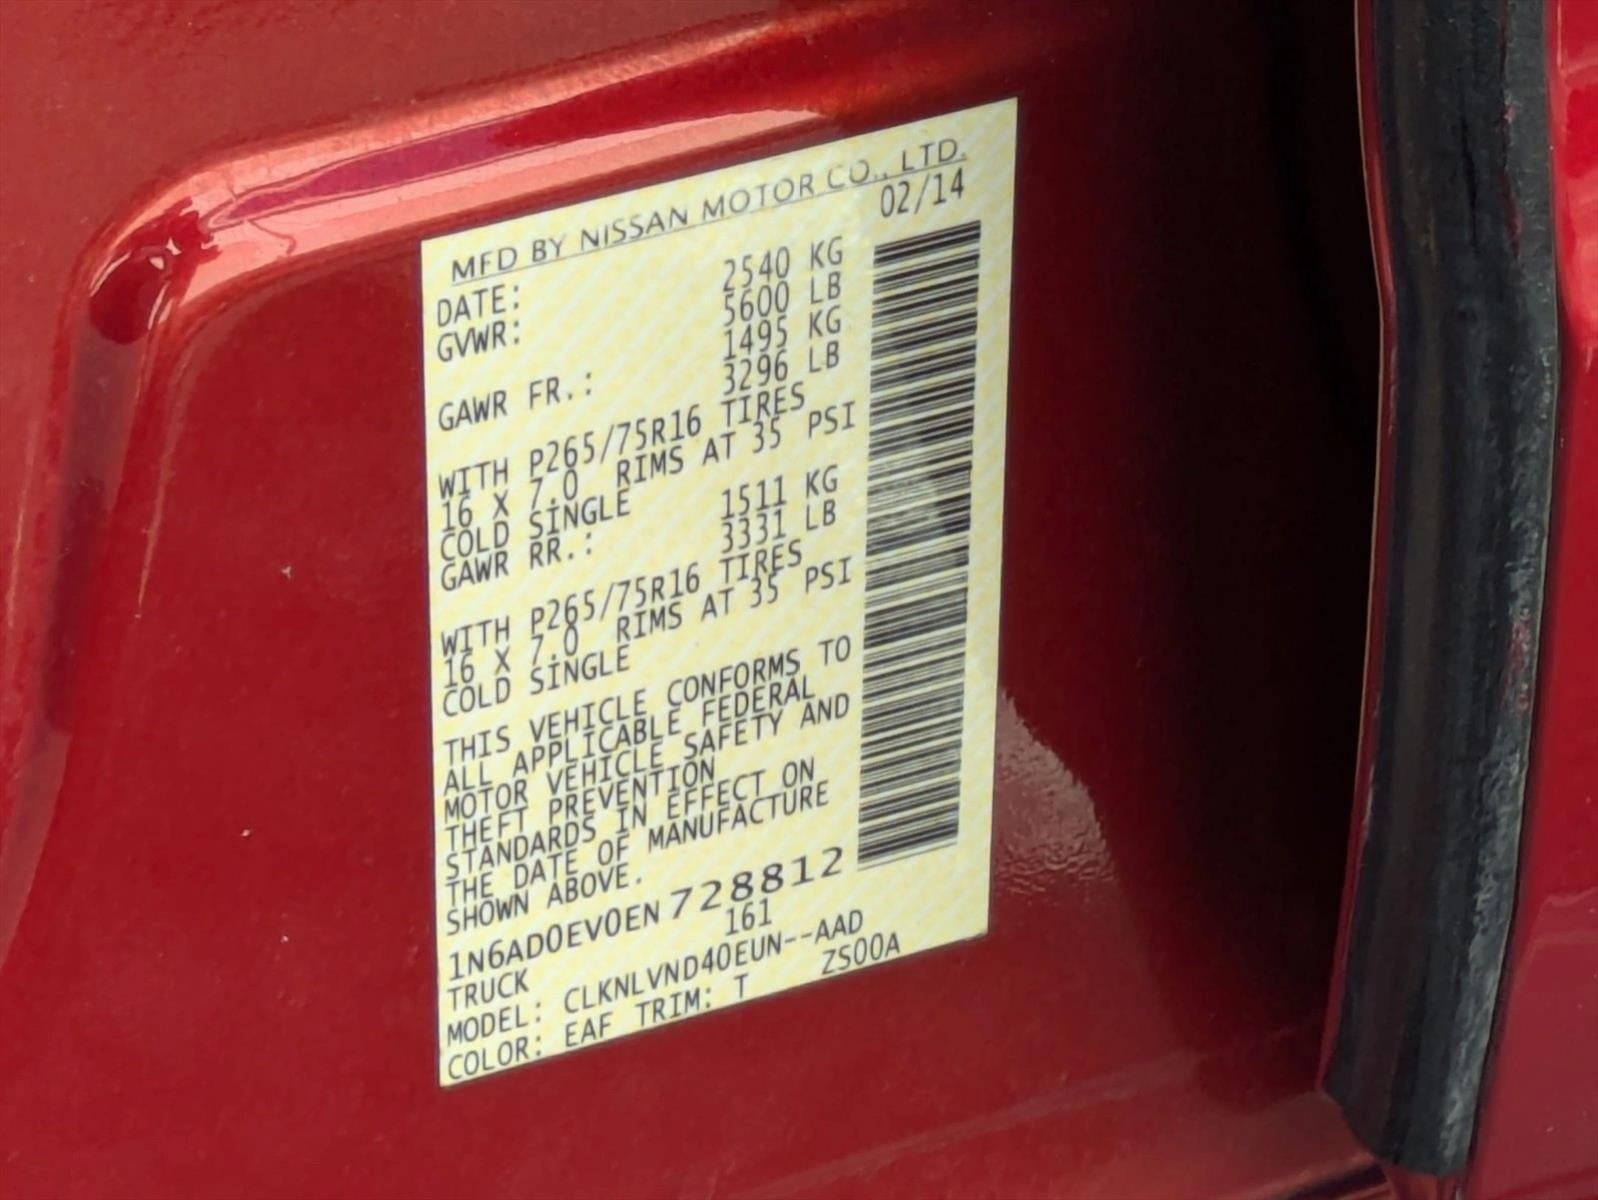 MFD BY NISSAN MOTOR CO., LTD.
DATE: 02/14
GVWR: 2540 KG
5600 LB
GAWR FR.: 1495 KG
3296 LB
WITH P265/75R16 TIRES
16 X 7.0 RIMS AT 35 PSI
COLD SINGLE
GAWR RR.: 1511 KG
3331 LB
WITH P265/75R16 TIRES
16 X 7.0 RIMS AT 35 PSI
COLD SINGLE
THIS VEHICLE CONFORMS TO
ALL APPLICABLE FEDERAL
MOTOR VEHICLE SAFETY AND
THEFT PREVENTION
STANDARDS IN EFFECT ON
THE DATE OF MANUFACTURE
SHOWN ABOVE.
1N6AD0EV0EN728812
TRUCK 161
MODEL: CLKNLVND40EUN--AAD
COLOR: EAF TRIM: T ZS00A